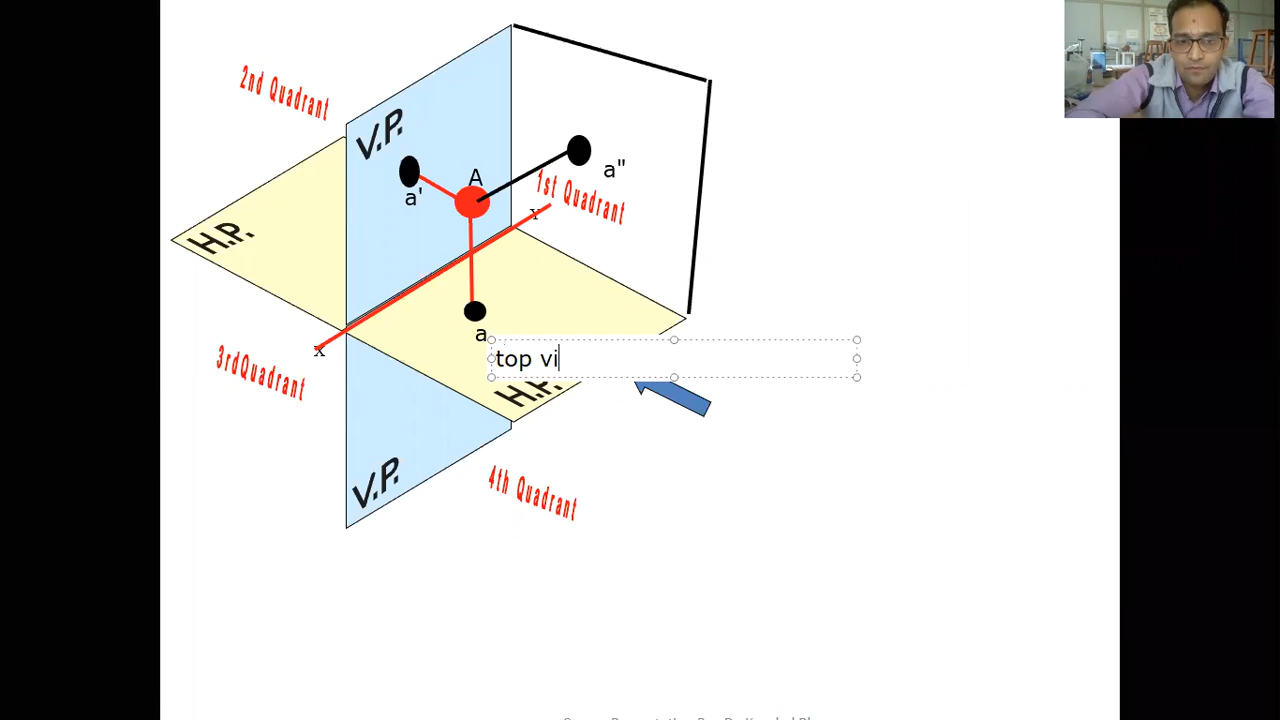 2nd Quadrant
V.P.
A
a'
a"
1st Quadrant
Y
H.P.
a
x
top vi
3rdQuadrant
H.P.
V.P.
4th Quadrant